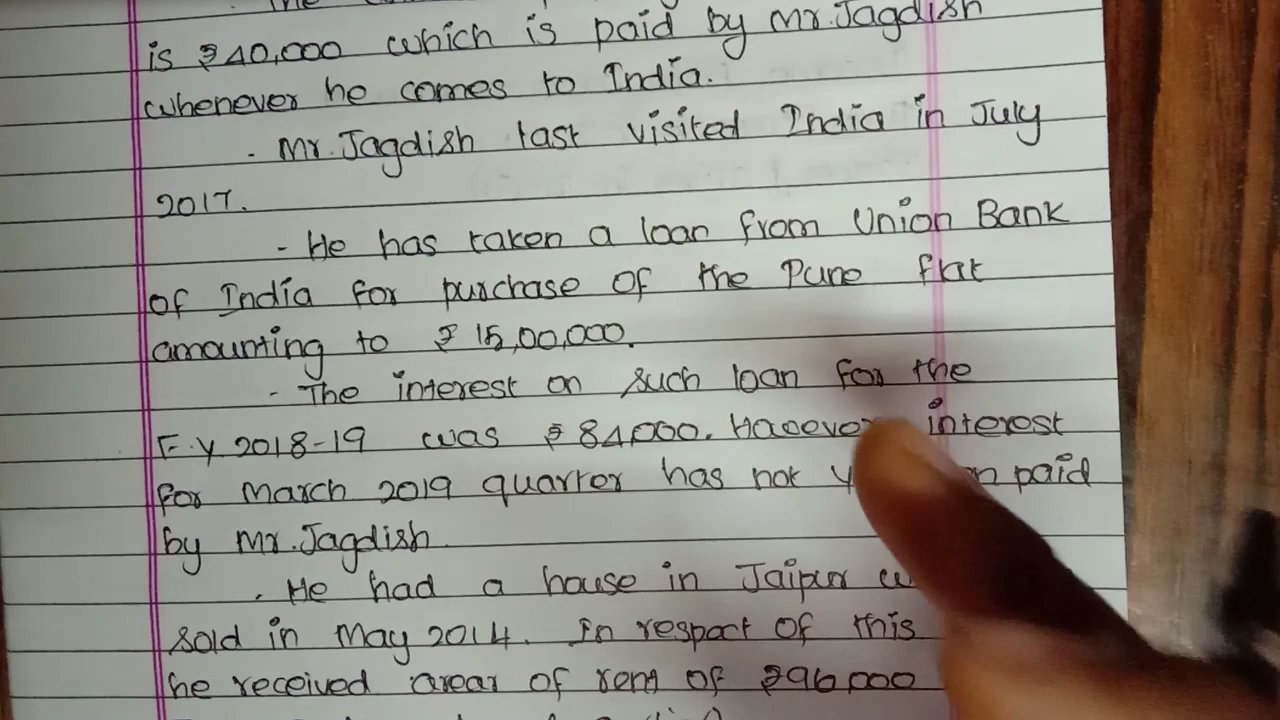 is ₹40,000 which is paid by Mr.Jagdish
whenever he comes to India.
- Mr.Jagdish last visited India in July
2017.
- He has taken a loan from Union Bank
of India for purchase of the Pune flat
amounting to ₹ 15,00,000.
- The interest on such loan for the
F.Y 2018-19 was ₹84,000. However interest
for March 2019 quarter has not paid
by Mr.Jagdish.
- He had a house in Jaipur
sold in May 2014. In respect of this
he received arear of rent of ₹96,000